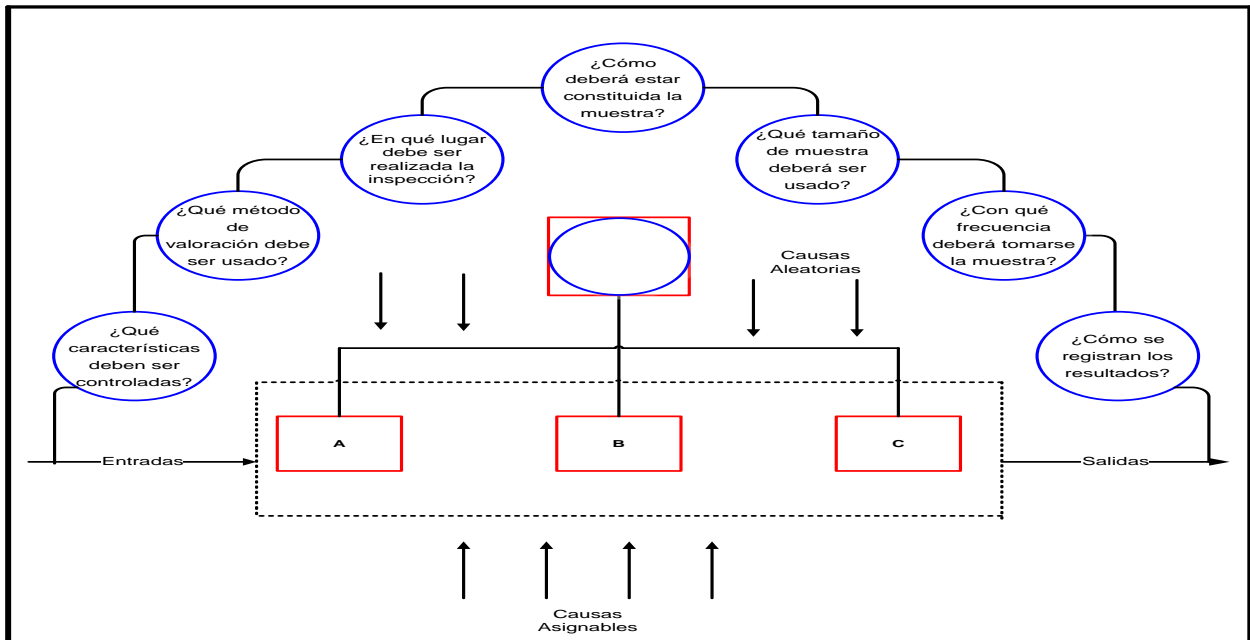 ¿Cómo
deberá estar
constituida la
muestra?
¿En qué lugar
debe ser
realizada la
inspección?
¿Qué tamaño
de muestra
deberá ser
usado?
¿Qué método
de
valoración debe
ser usado?
¿Con qué
frecuencia
deberá tomarse
la muestra?
Causas
Aleatorias
¿Qué
características
deben ser
controladas?
¿Cómo se
registran los
resultados?
A
B
C
Entradas
Salidas
Causas
Asignables